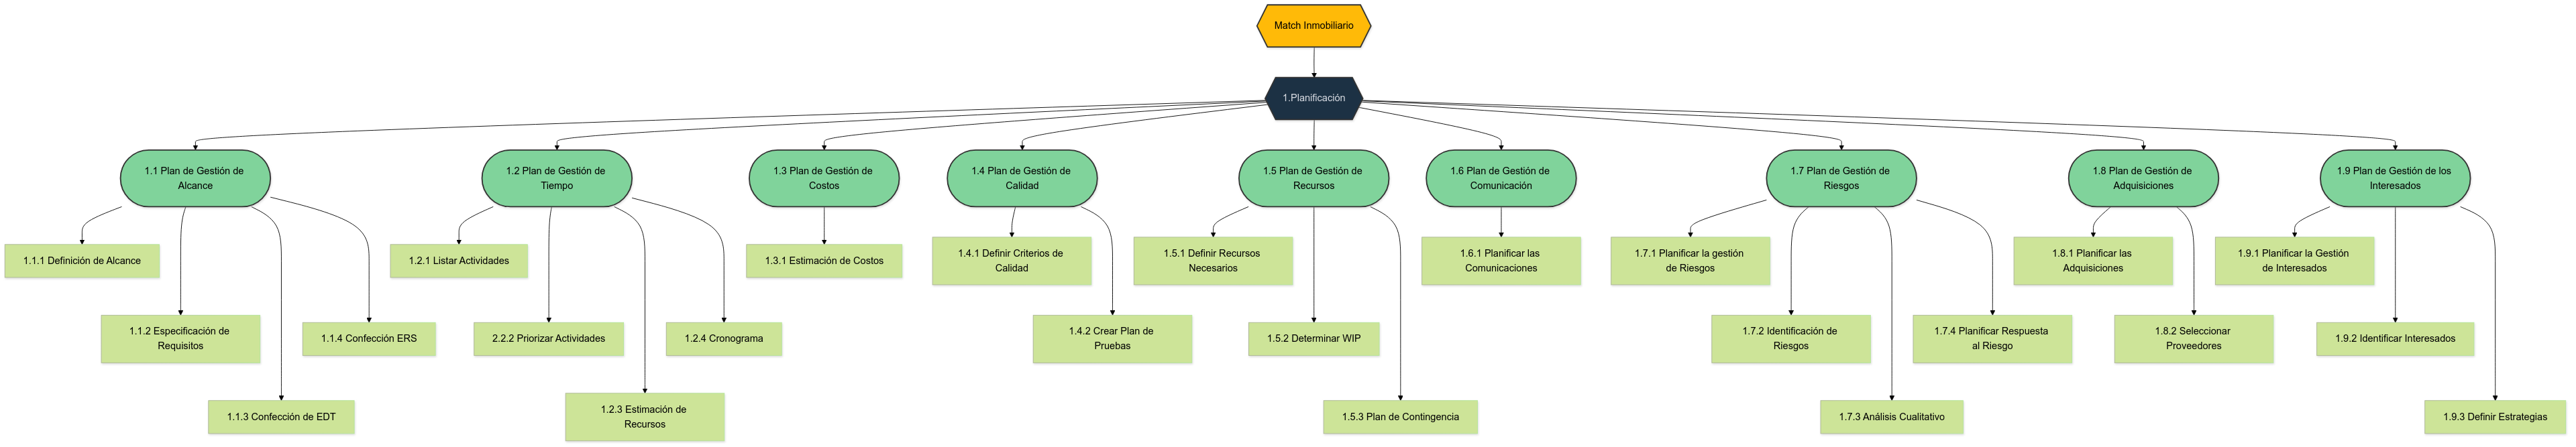 Match Inmobiliario
1.Planificación
1.1 Plan de Gestión de
Alcance
1.2 Plan de Gestión de
Tiempo
1.3 Plan de Gestión de
Costos
1.4 Plan de Gestión de
Calidad
1.5 Plan de Gestión de
Recursos
1.6 Plan de Gestión de
Comunicación
1.7 Plan de Gestión de
Riesgos
1.8 Plan de Gestión de
Adquisiciones
1.9 Plan de Gestión de los
Interesados
1.1.1 Definición de Alcance
1.2.1 Listar Actividades
1.3.1 Estimación de Costos
1.4.1 Definir Criterios de
Calidad
1.5.1 Definir Recursos
Necesarios
1.6.1 Planificar las
Comunicaciones
1.7.1 Planificar la gestión
de Riesgos
1.8.1 Planificar las
Adquisiciones
1.9.1 Planificar la Gestión
de Interesados
1.1.2 Especificación de
Requisitos
1.1.4 Confección ERS
2.2.2 Priorizar Actividades
1.2.4 Cronograma
1.4.2 Crear Plan de
Pruebas
1.5.2 Determinar WIP
1.7.2 Identificación de
Riesgos
1.7.4 Planificar Respuesta
al Riesgo
1.8.2 Seleccionar
Proveedores
1.9.2 Identificar Interesados
1.1.3 Confección de EDT
1.2.3 Estimación de
Recursos
1.5.3 Plan de Contingencia
1.7.3 Análisis Cualitativo
1.9.3 Definir Estrategias